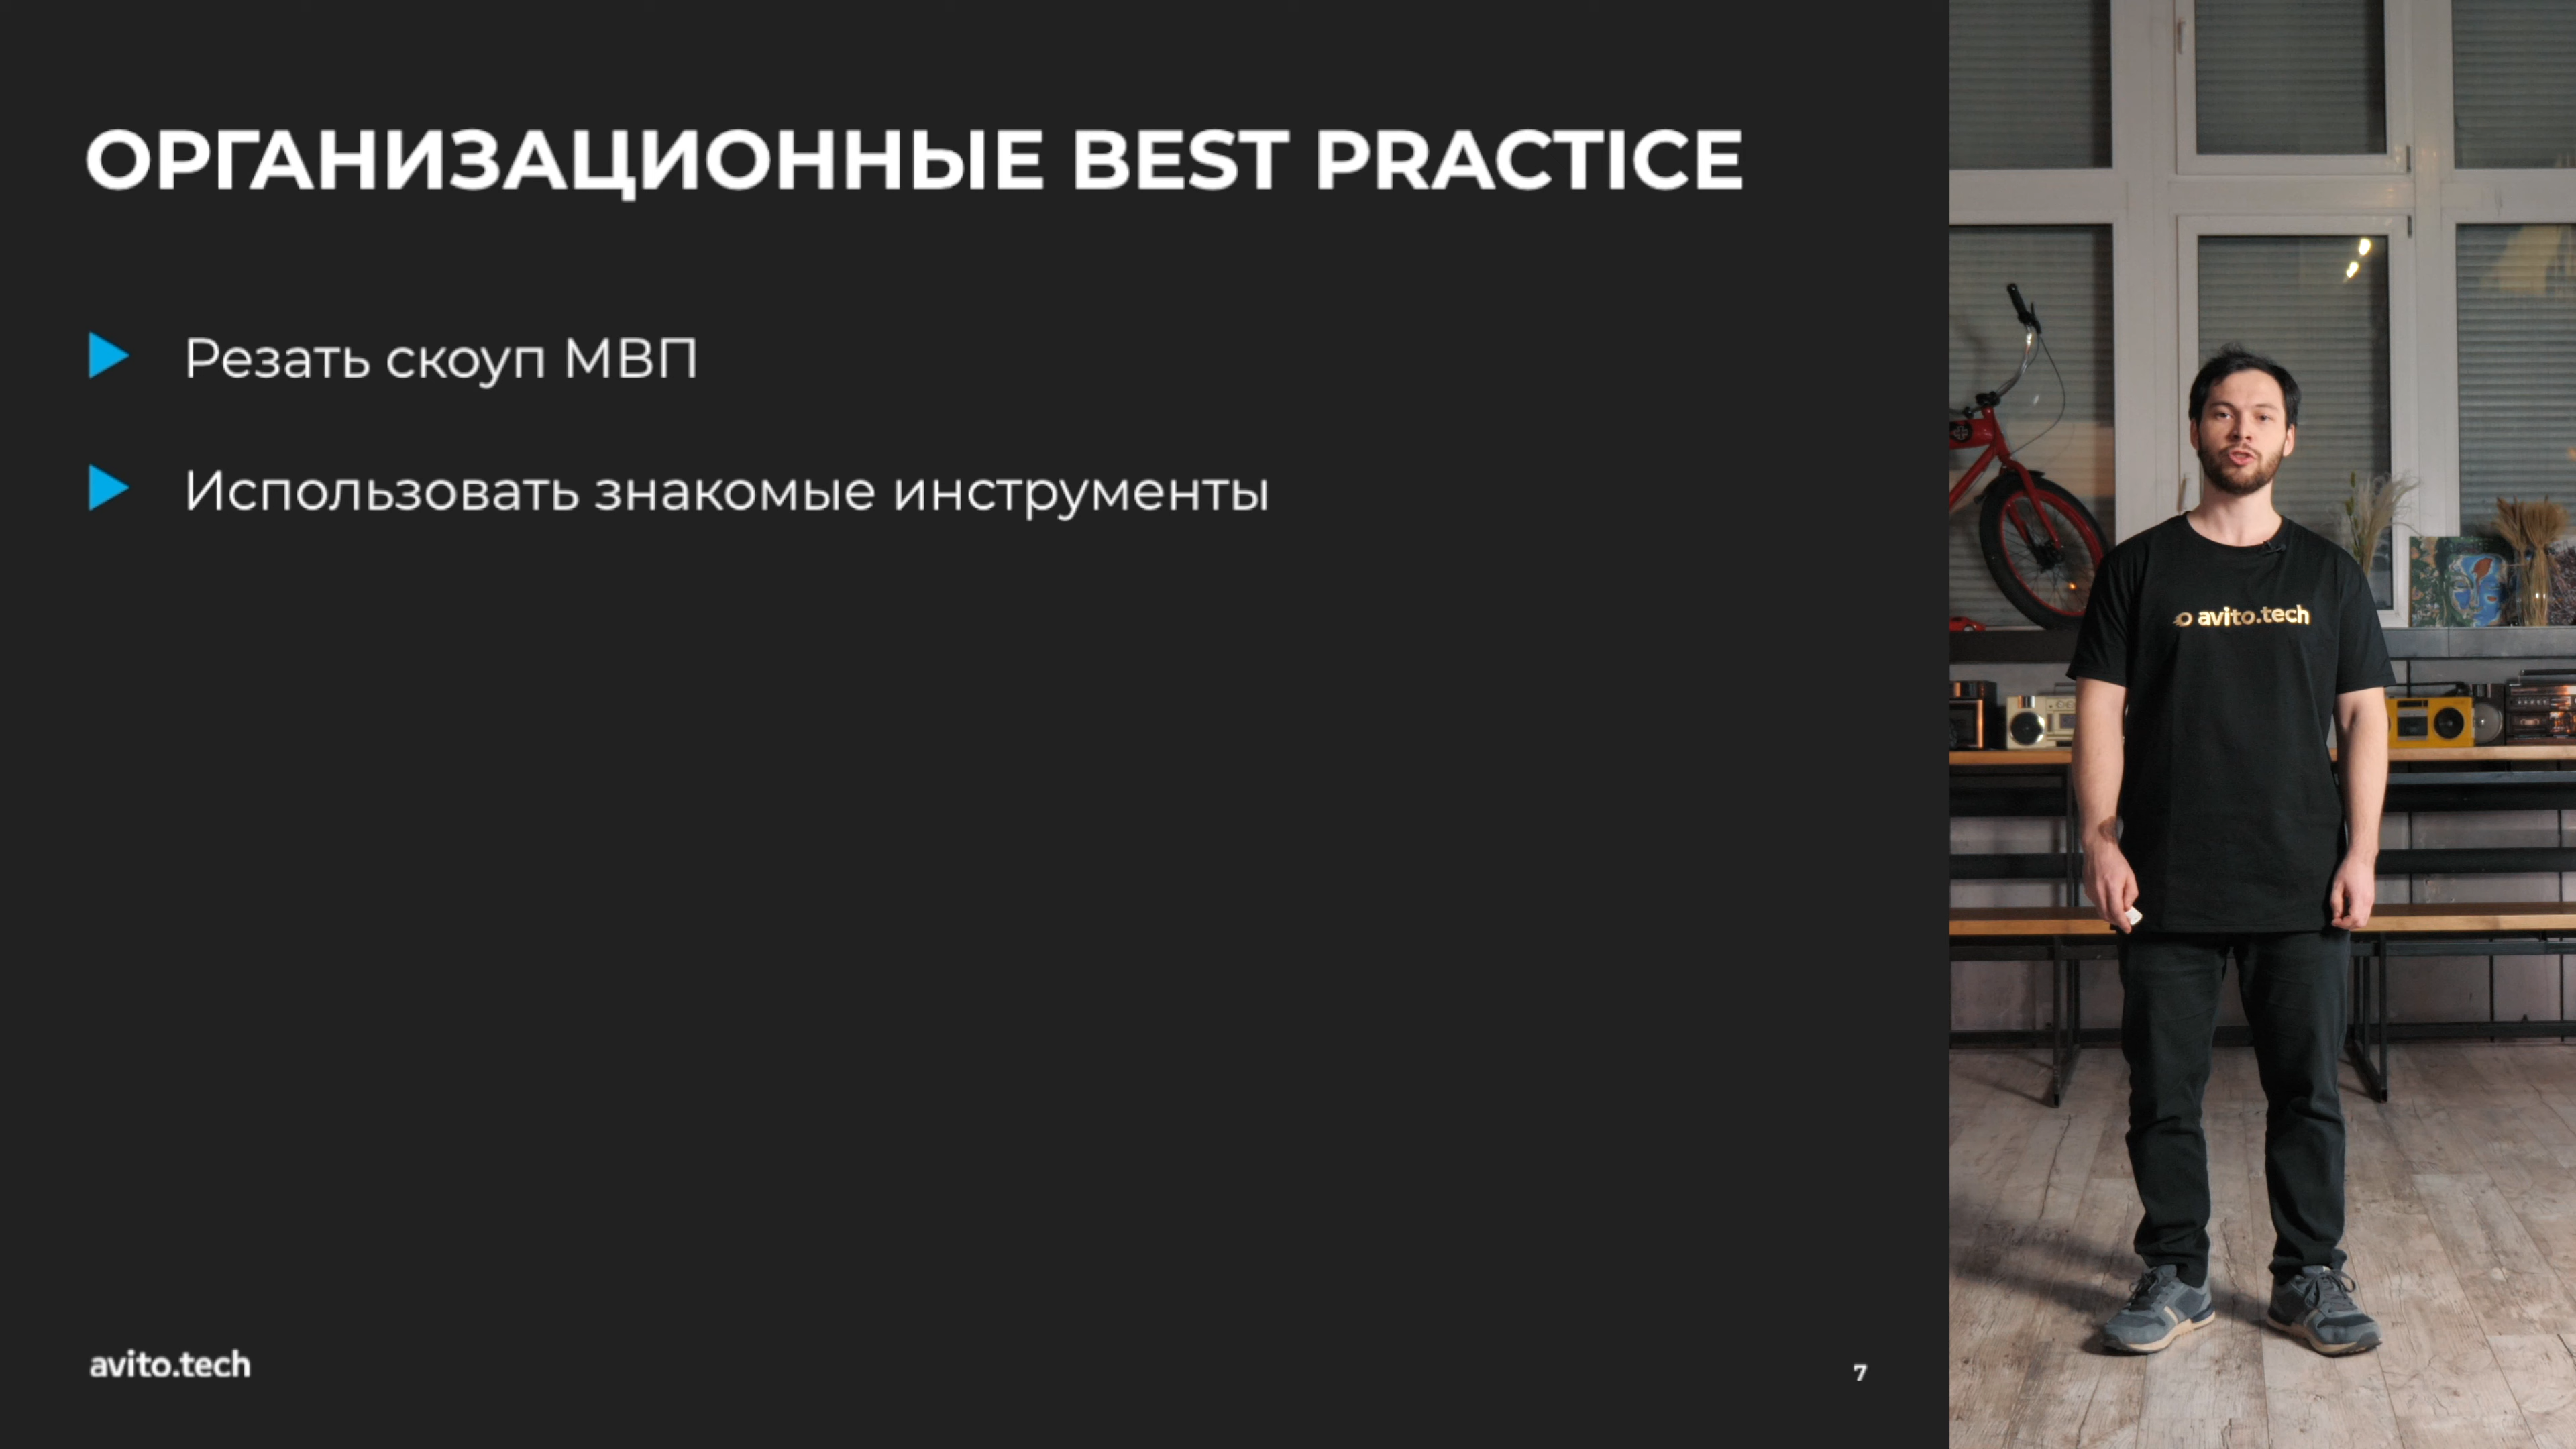 ОРГАНИЗАЦИОННЫЕ BEST PRACTICE
Резать скоуп МВП
Использовать знакомые инструменты
avito.tech
avito.tech
7